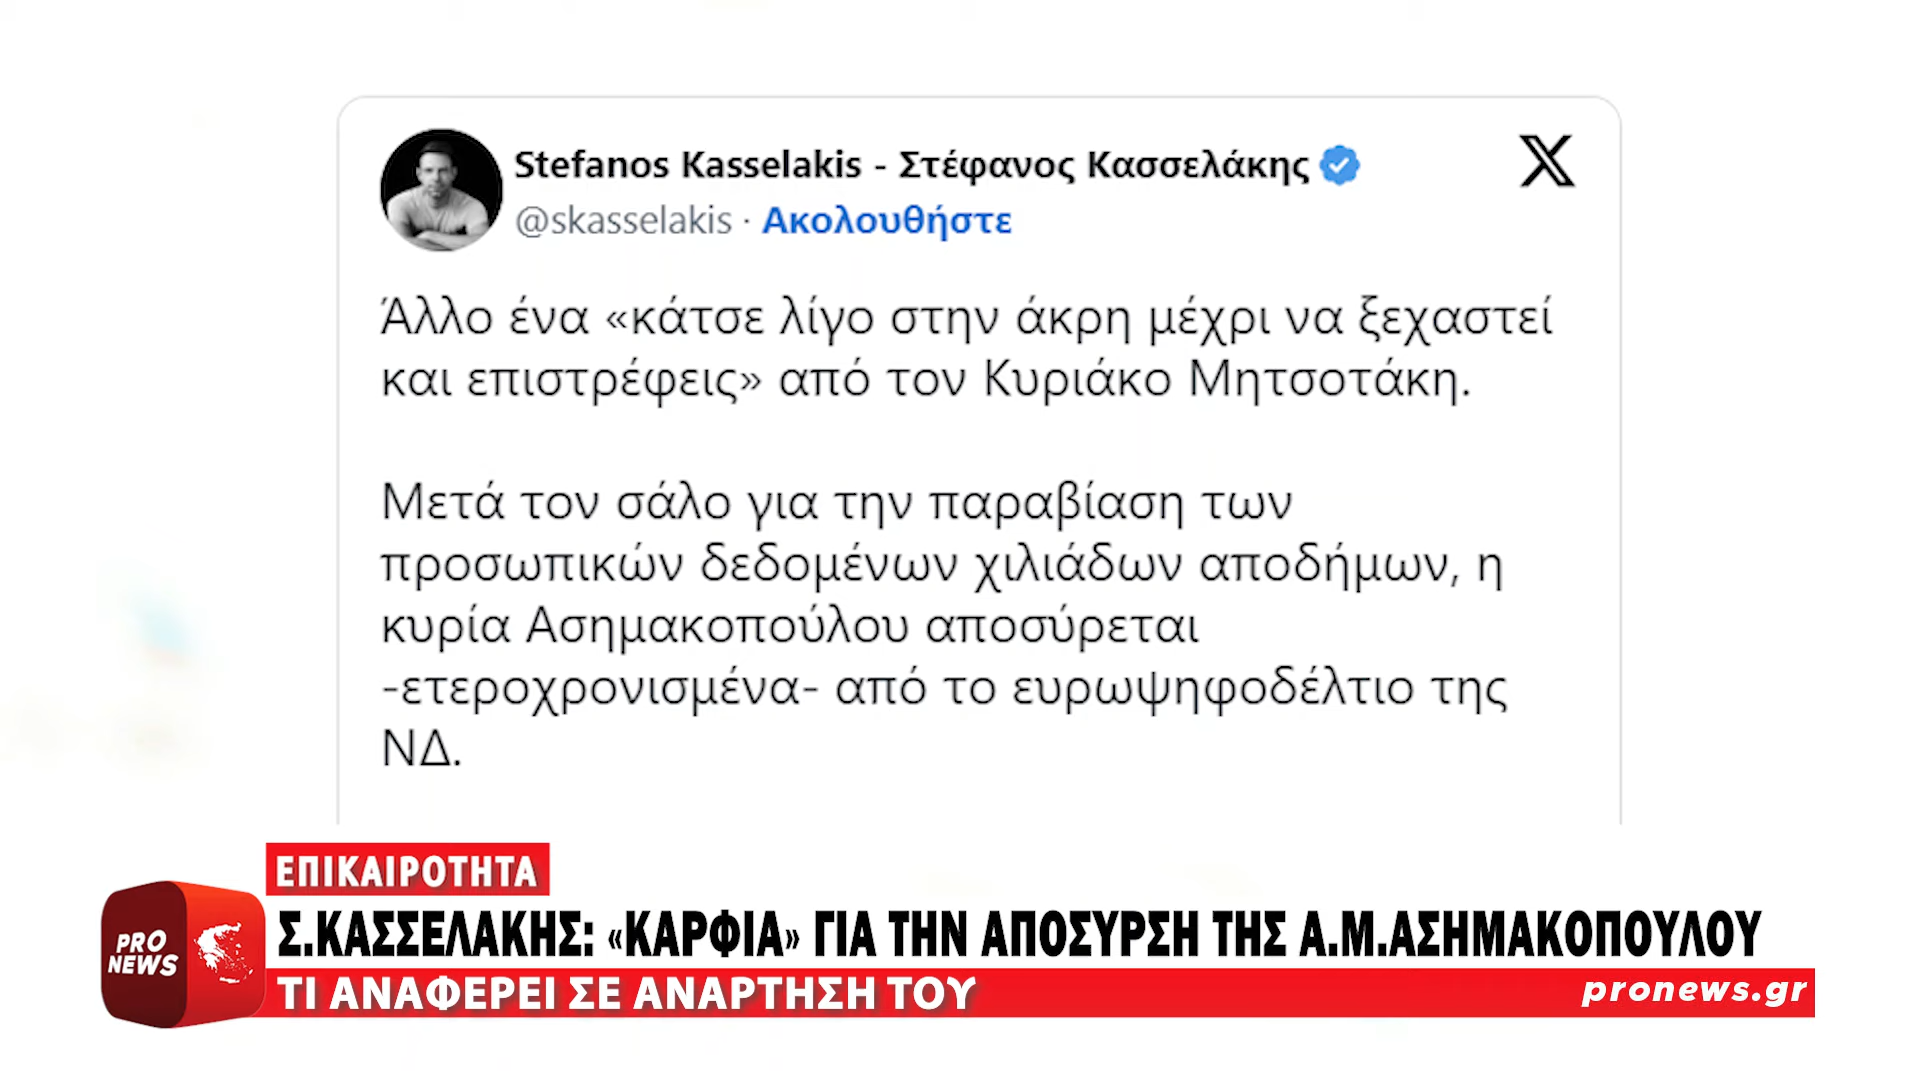 Stefanos Kasselakis - Στέφανος Κασσελάκης
@skasselakis · Ακολουθήστε
Άλλο ένα «κάτσε λίγο στην άκρη μέχρι να ξεχαστεί
και επιστρέφεις» από τον Κυριάκο Μητσοτάκη.
Μετά τον σάλο για την παραβίαση των
προσωπικών δεδομένων χιλιάδων αποδήμων, η
κυρία Ασημακοπούλου αποσύρεται
-ετεροχρονισμένα- από το ευρωψηφοδέλτιο της
ΝΔ.
ΕΠΙΚΑΙΡΟΤΗΤΑ
Σ.ΚΑΣΣΕΛΑΚΗΣ: «ΚΑΡΦΙΑ» ΓΙΑ ΤΗΝ ΑΠΟΣΥΡΣΗ ΤΗΣ Α.Μ.ΑΣΗΜΑΚΟΠΟΥΛΟΥ
PRO
NEWS
ΤΙ ΑΝΑΦΕΡΕΙ ΣΕ ΑΝΑΡΤΗΣΗ ΤΟΥ
pronews.gr